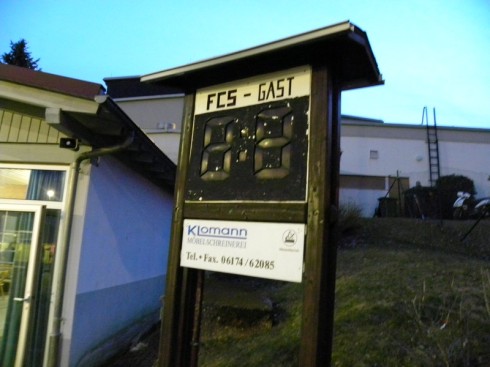 FCS - GAST
8:8
Klomann
MÖBELSCHREINEREI
Tel. • Fax. 06174/62085